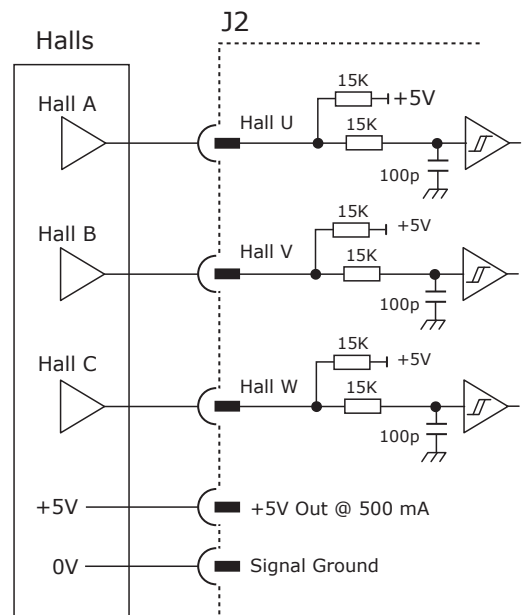 J2
Halls
15K
+5V
Hall A
Hall U
15K
100p
15K
+5V
Hall B
Hall V
15K
100p
15K
+5V
Hall C
Hall W
15K
100p
+5V
+5V Out @ 500 mA
0V
Signal Ground